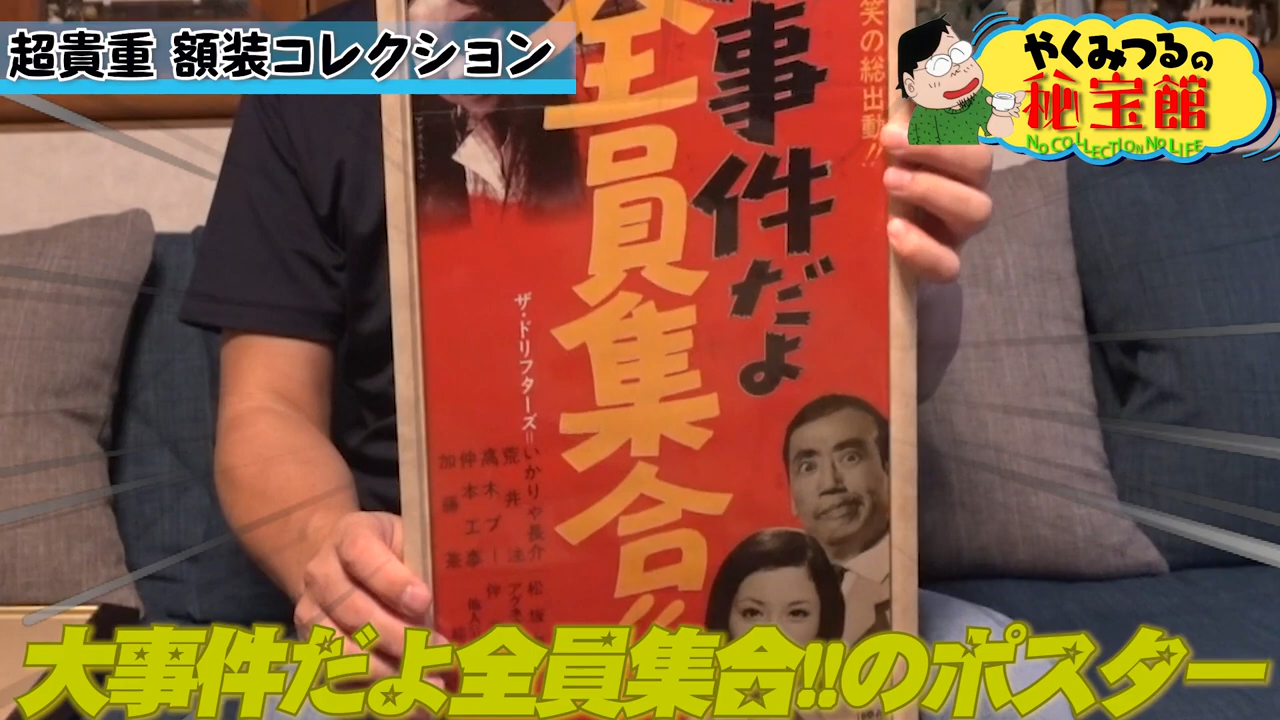 超貴重 額装コレクション
やくみつるの
秘宝館
NO COLLECTION NO LIFE
笑の総出動!!
事件だよ
全員集合!!
ザ・ドリフターズ=いかりや長介
荒井注
高木ブー
仲本工事
加藤茶
松坂
伴
大事件だよ全員集合!!のポスター